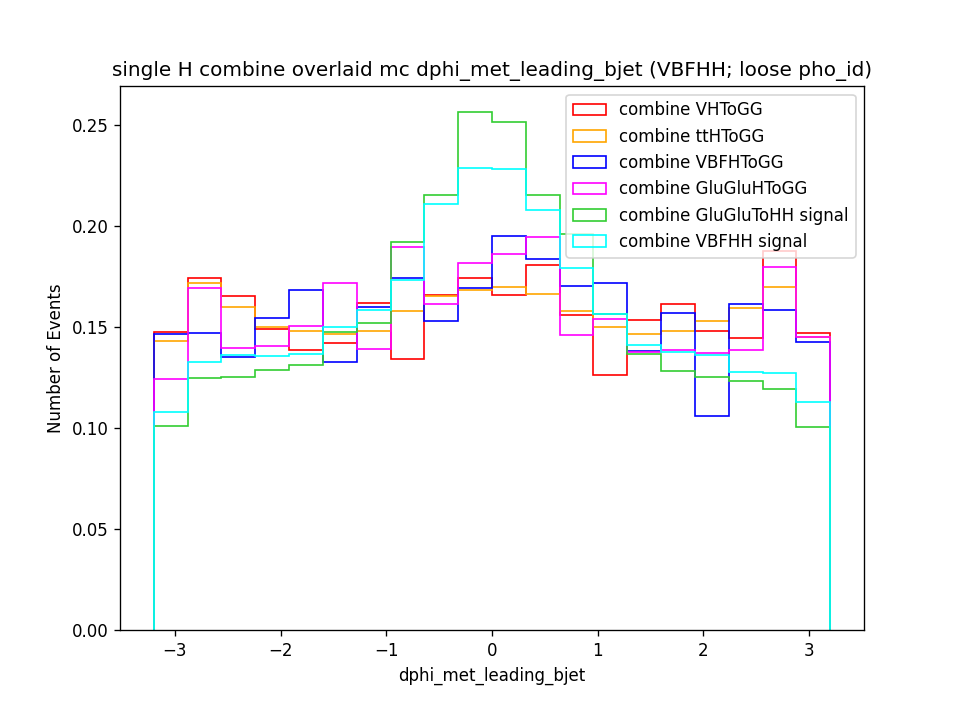 single H combine overlaid mc dphi_met_leading_bjet (VBFHH; loose pho_id)
combine VHToGG
combine ttHToGG
combine VBFHToGG
combine GluGluHToGG
combine GluGluToHH signal
combine VBFHH signal
Number of Events
0.25
0.20
0.15
0.10
0.05
0.00
−3 −2 −1 0 1 2 3
dphi_met_leading_bjet